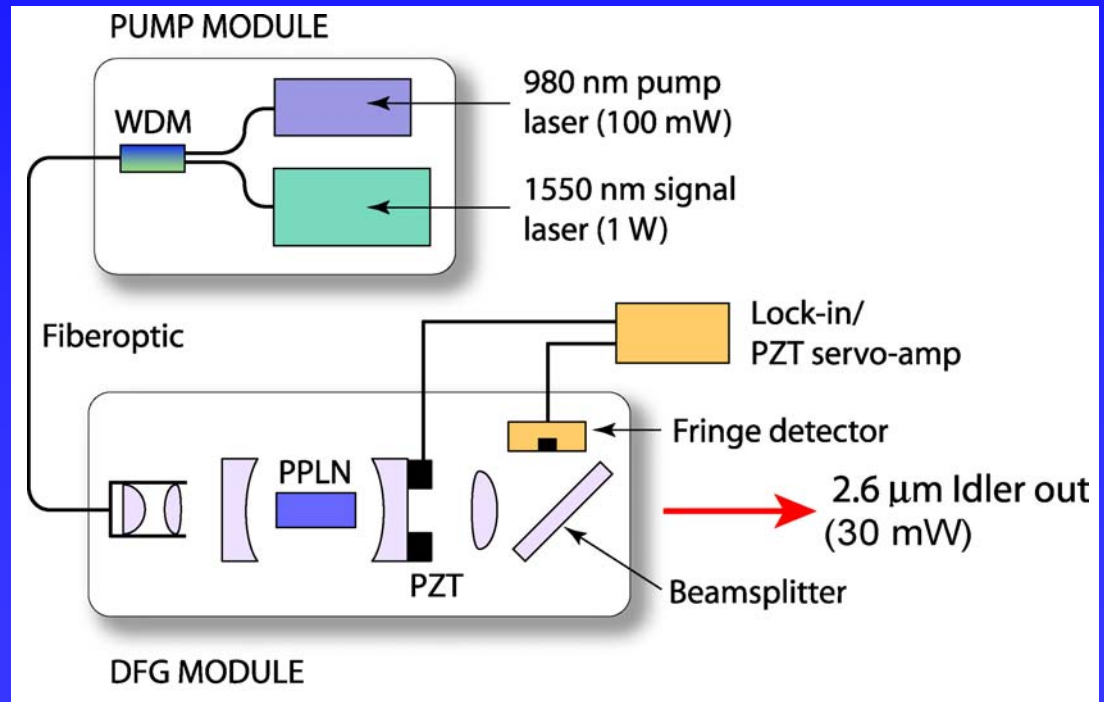 PUMP MODULE
WDM
980 nm pump
laser (100 mW)
1550 nm signal
laser (1 W)
Fiberoptic
Lock-in/
PZT servo-amp
Fringe detector
PPLN
2.6 μm Idler out
(30 mW)
PZT
Beamsplitter
DFG MODULE